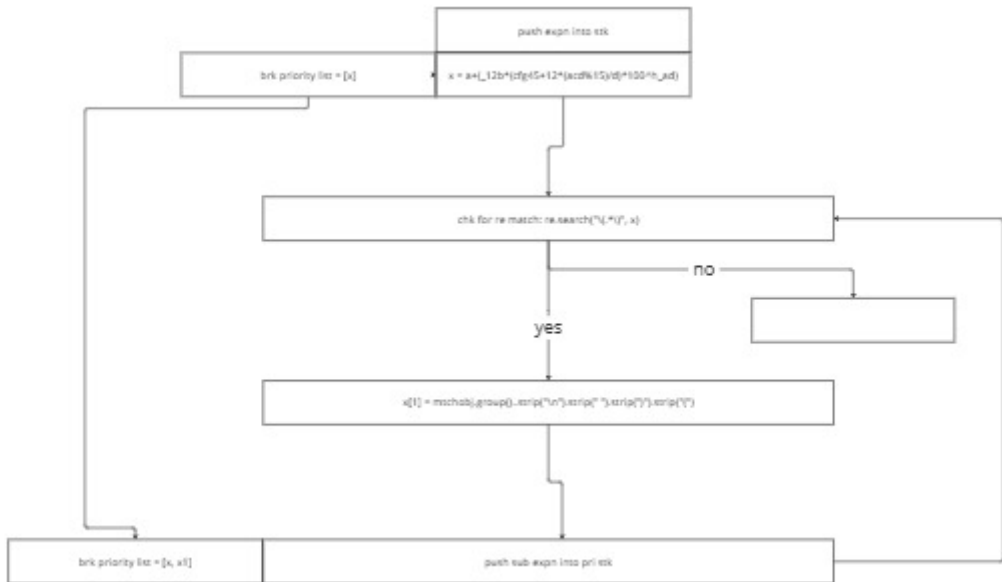 push expn into stk
brk priority list = [x]
x = a+(_12b*(cfg45+12*(acd%15)/d)*100^h_ad)
chk for re match: re.search("\(.*\)", x)
no
yes
x[1] = mtchobj.group()..strip("\n").strip(" ").strip(")").strip("(")
brk priority list = [x, x1]
push sub expn into pri stk